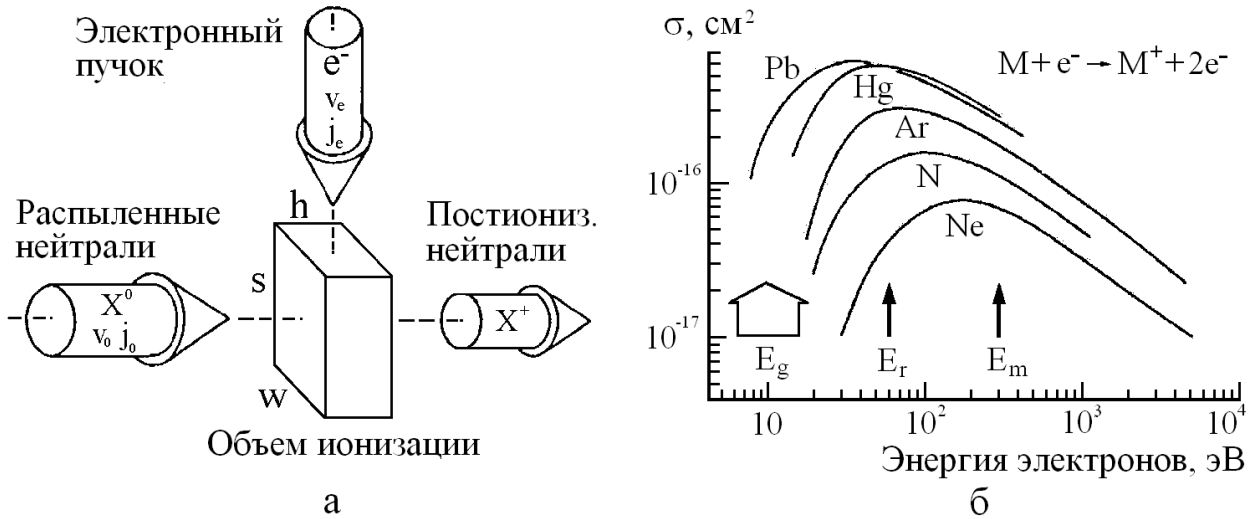 Электронный
пучок
e⁻
vₑ
jₑ
Распыленные
нейтрали
X⁰
v₀ j₀
h
s
w
Постиониз.
нейтрали
X⁺
Объем ионизации
а
σ, см²
M + e⁻ → M⁺ + 2e⁻
Pb
Hg
Ar
N
Ne
10⁻¹⁶
10⁻¹⁷
E_g
E_r
E_m
10 10² 10³ 10⁴
Энергия электронов, эВ
б